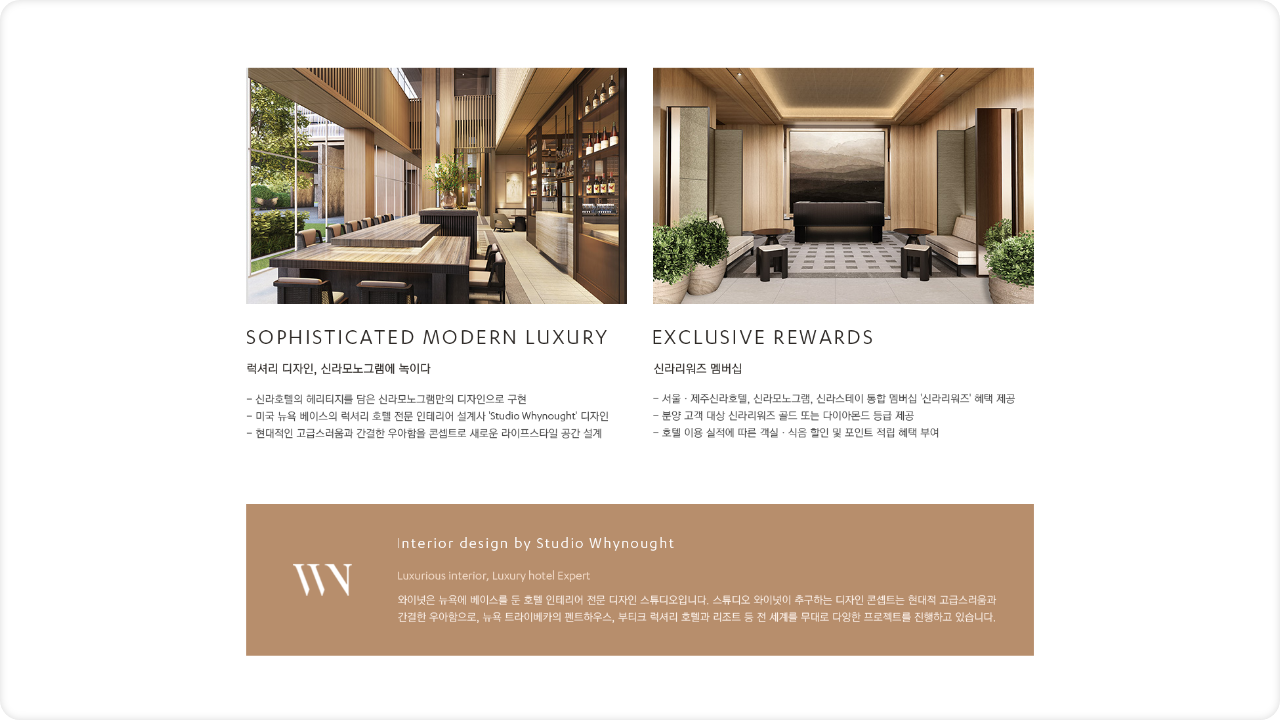 SOPHISTICATED MODERN LUXURY
럭셔리 디자인, 신라모노그램에 녹이다
– 신라호텔의 헤리티지를 담은 신라모노그램만의 디자인으로 구현
– 미국 뉴욕 베이스의 럭셔리 호텔 전문 인테리어 설계사 'Studio Whynought' 디자인
– 현대적인 고급스러움과 간결한 우아함을 콘셉트로 새로운 라이프스타일 공간 설계
EXCLUSIVE REWARDS
신라리워즈 멤버십
– 서울 · 제주신라호텔, 신라모노그램, 신라스테이 통합 멤버십 '신라리워즈' 혜택 제공
– 분양 고객 대상 신라리워즈 골드 또는 다이아몬드 등급 제공
– 호텔 이용 실적에 따른 객실 · 식음 할인 및 포인트 적립 혜택 부여
WN
Interior design by Studio Whynought
Luxurious Interior, Luxury hotel Expert
와이넛은 뉴욕에 베이스를 둔 호텔 인테리어 전문 디자인 스튜디오입니다. 스튜디오 와이넛이 추구하는 디자인 콘셉트는 현대적 고급스러움과
간결한 우아함으로, 뉴욕 트라이베카의 펜트하우스, 부티크 럭셔리 호텔과 리조트 등 전 세계를 무대로 다양한 프로젝트를 진행하고 있습니다.